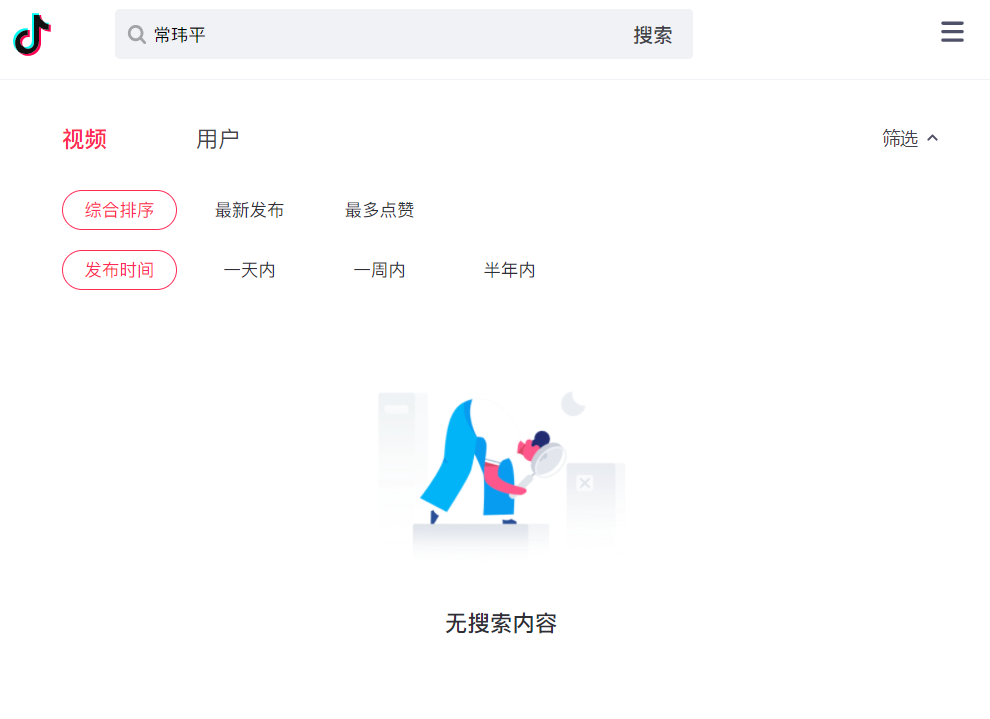 常玮平 搜索
视频 用户 筛选
综合排序 最新发布 最多点赞
发布时间 一天内 一周内 半年内
无搜索内容